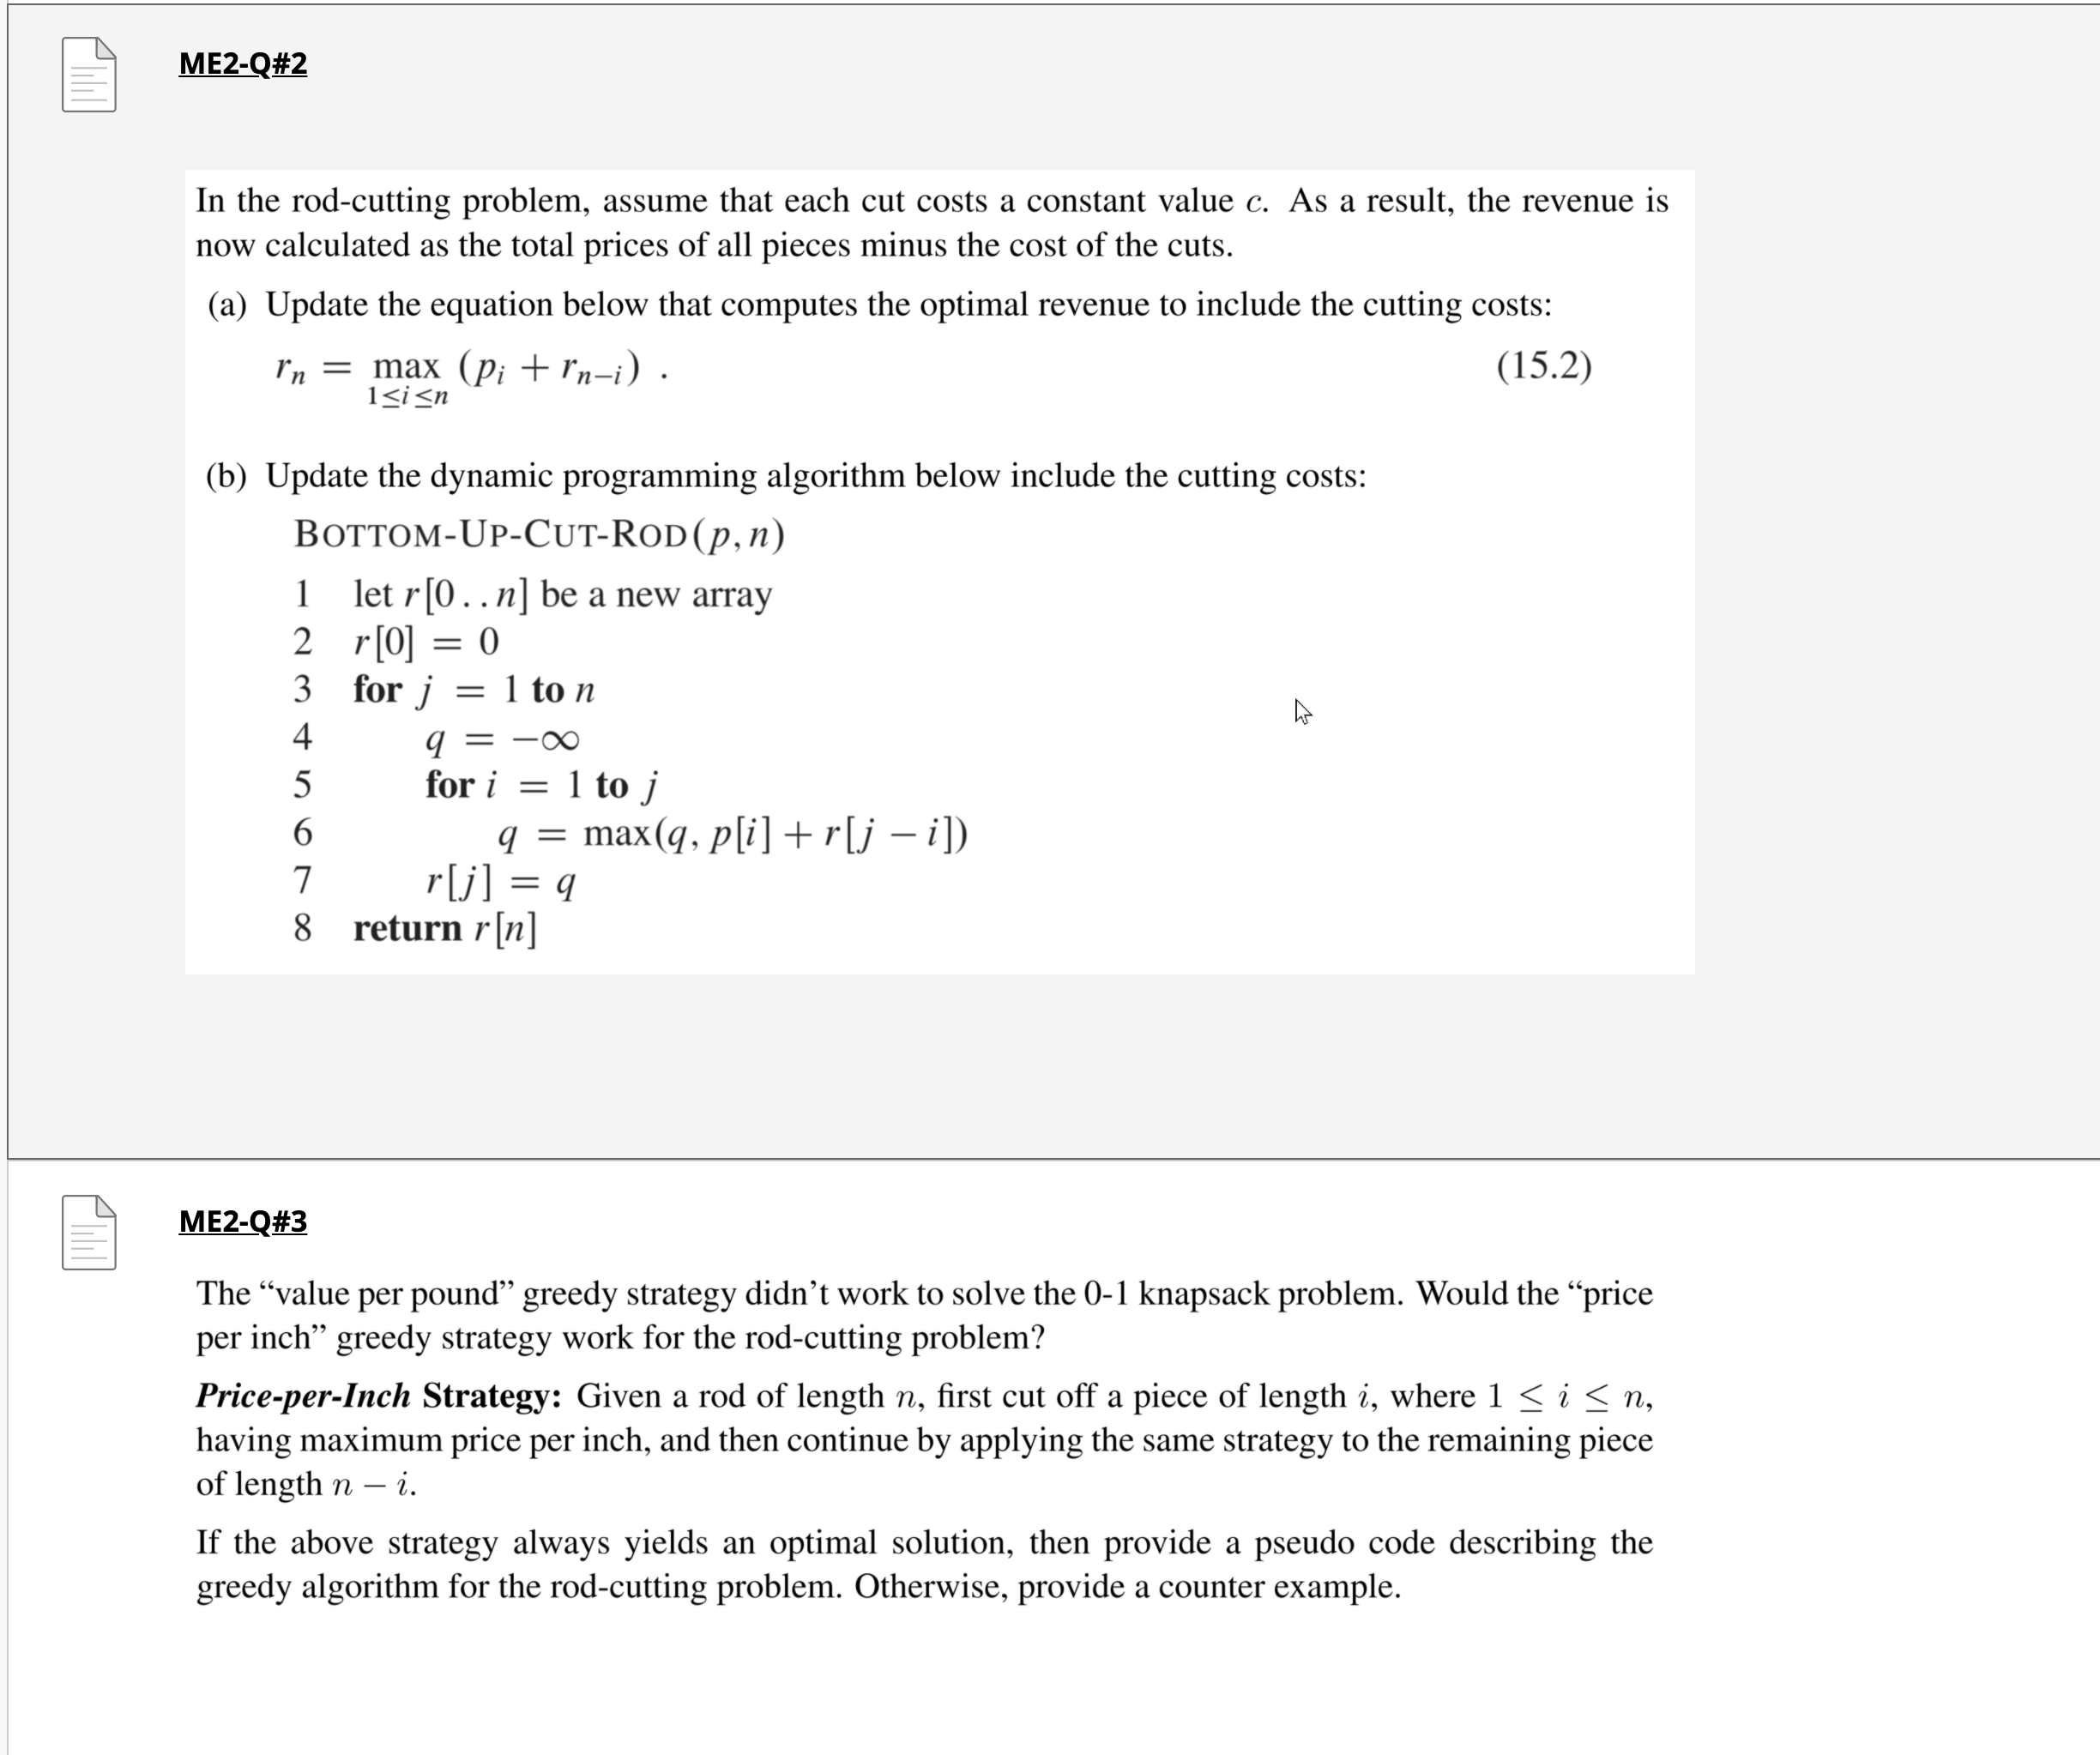 ME2-Q#2
In the rod-cutting problem, assume that each cut costs a constant value c. As a result, the revenue is
now calculated as the total prices of all pieces minus the cost of the cuts.
(a) Update the equation below that computes the optimal revenue to include the cutting costs:
rₙ = max (pᵢ + rₙ₋ᵢ) . (15.2)
1≤i≤n
(b) Update the dynamic programming algorithm below include the cutting costs:
BOTTOM-UP-CUT-ROD(p, n)
1 let r[0..n] be a new array
2 r[0] = 0
3 for j = 1 to n
4 q = −∞
5 for i = 1 to j
6 q = max(q, p[i] + r[j − i])
7 r[j] = q
8 return r[n]
ME2-Q#3
The “value per pound” greedy strategy didn’t work to solve the 0-1 knapsack problem. Would the “price
per inch” greedy strategy work for the rod-cutting problem?
Price-per-Inch Strategy: Given a rod of length n, first cut off a piece of length i, where 1 ≤ i ≤ n,
having maximum price per inch, and then continue by applying the same strategy to the remaining piece
of length n − i.
If the above strategy always yields an optimal solution, then provide a pseudo code describing the
greedy algorithm for the rod-cutting problem. Otherwise, provide a counter example.